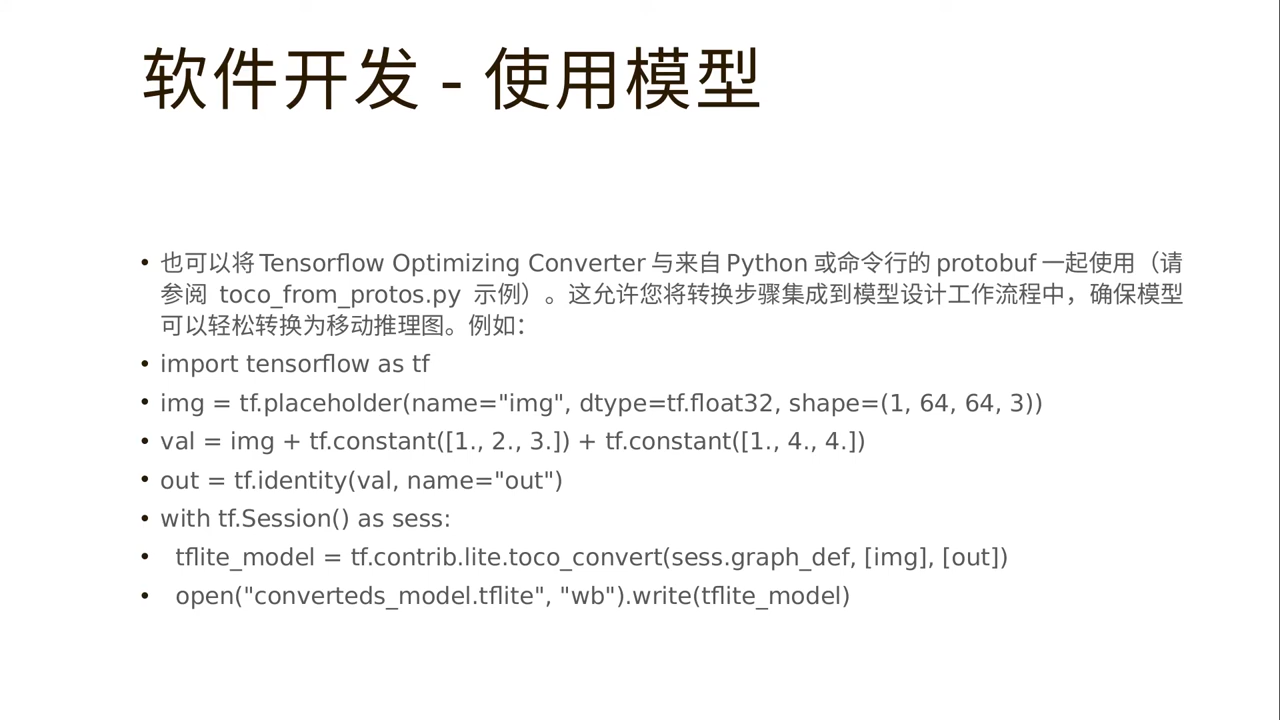 软件开发 - 使用模型
• 也可以将 Tensorflow Optimizing Converter 与来自 Python 或命令行的 protobuf 一起使用（请
参阅 toco_from_protos.py 示例）。这允许您将转换步骤集成到模型设计工作流程中，确保模型
可以轻松转换为移动推理图。例如：
• import tensorflow as tf
• img = tf.placeholder(name="img", dtype=tf.float32, shape=(1, 64, 64, 3))
• val = img + tf.constant([1., 2., 3.]) + tf.constant([1., 4., 4.])
• out = tf.identity(val, name="out")
• with tf.Session() as sess:
•   tflite_model = tf.contrib.lite.toco_convert(sess.graph_def, [img], [out])
•   open("converteds_model.tflite", "wb").write(tflite_model)